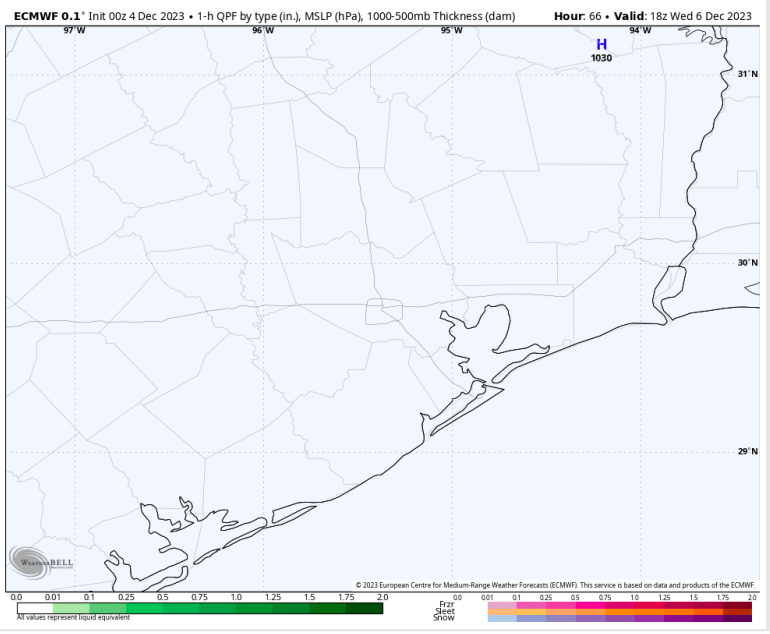 ECMWF 0.1° Init 00z 4 Dec 2023 • 1-h QPF by type (in.), MSLP (hPa), 1000-500mb Thickness (dam) Hour: 66 • Valid: 18z Wed 6 Dec 2023
97°W 96°W 95°W 94°W
H
1030
31°N
30°N
29°N
WEATHERBELL
© 2023 European Centre for Medium-Range Weather Forecasts (ECMWF). This service is based on data and products of the ECMWF.
0.0 0.01 0.1 0.25 0.5 0.75 1.0 1.25 1.5 1.75 2.0 0.0 0.01 0.1 0.25 0.50 0.75 1.00 1.25 1.50 1.75 2.0
Frzr
Sleet
Snow
All values represent liquid equivalent